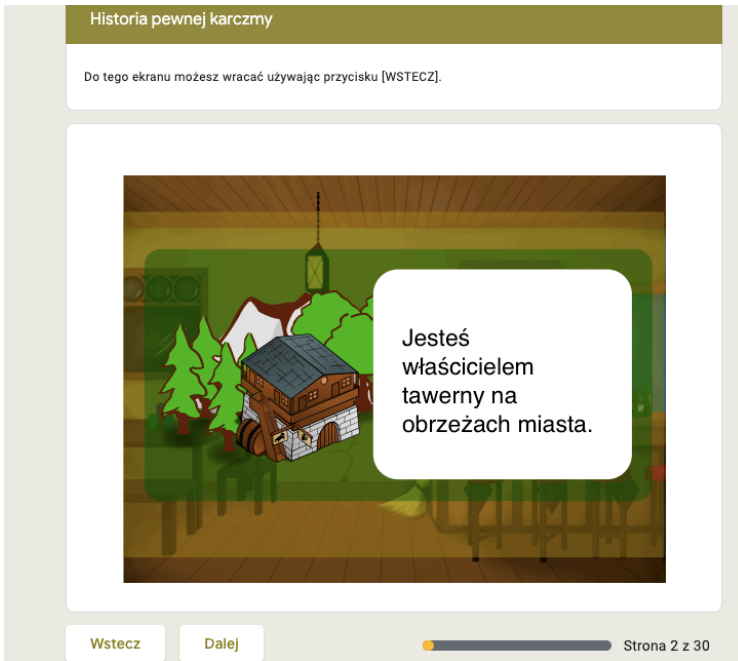 Historia pewnej karczmy
Do tego ekranu możesz wracać używając przycisku [WSTECZ].
Jesteś
właścicielem
tawerny na
obrzeżach miasta.
Wstecz
Dalej
Strona 2 z 30